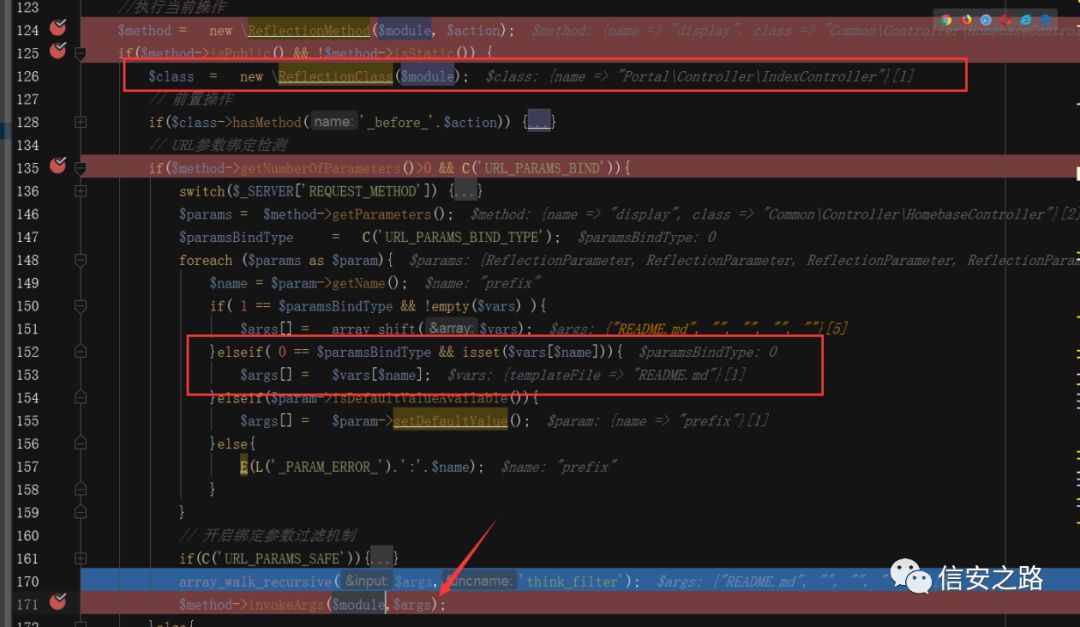 123 //执行当前操作
124 $method = new \ReflectionMethod($module, $action); $method: {name => "display", class => "Common\Controller\HomebaseController"
125 if($method->isPublic() && !$method->isStatic()) {
126 $class = new \ReflectionClass($module); $class: {name => "Portal\Controller\IndexController"}[1]
127 // 前置操作
128 if($class->hasMethod( name: '_before_'.$action)) {...}
134 // URL参数绑定检测
135 if($method->getNumberOfParameters()>0 && C('URL_PARAMS_BIND')){
136 switch($_SERVER['REQUEST_METHOD']) {...}
146 $params = $method->getParameters(); $method: {name => "display", class => "Common\Controller\HomebaseController"}[2]
147 $paramsBindType = C('URL_PARAMS_BIND_TYPE'); $paramsBindType: 0
148 foreach ($params as $param){ $params: {ReflectionParameter, ReflectionParameter, ReflectionParameter, ReflectionParam
149 $name = $param->getName(); $name: "prefix"
150 if( 1 == $paramsBindType && !empty($vars) ){
151 $args[] = array_shift( &array: $vars); $args: {"README.md", "", "", "", ""}[5]
152 }elseif( 0 == $paramsBindType && isset($vars[$name])){ $paramsBindType: 0
153 $args[] = $vars[$name]; $vars: {templateFile => "README.md"}[1]
154 }elseif($param->isDefaultValueAvailable()){
155 $args[] = $param->getDefaultValue(); $param: {name => "prefix"}[1]
156 }else{
157 E(L('_PARAM_ERROR_').':'.$name); $name: "prefix"
158 }
159 }
160 // 开启绑定参数过滤机制
161 if(C('URL_PARAMS_SAFE')){...}
170 array_walk_recursive( &input: $args, funcname: 'think_filter'); $args: {"README.md", "", "",
171 $method->invokeArgs($module,$args);
172 }else{
信安之路